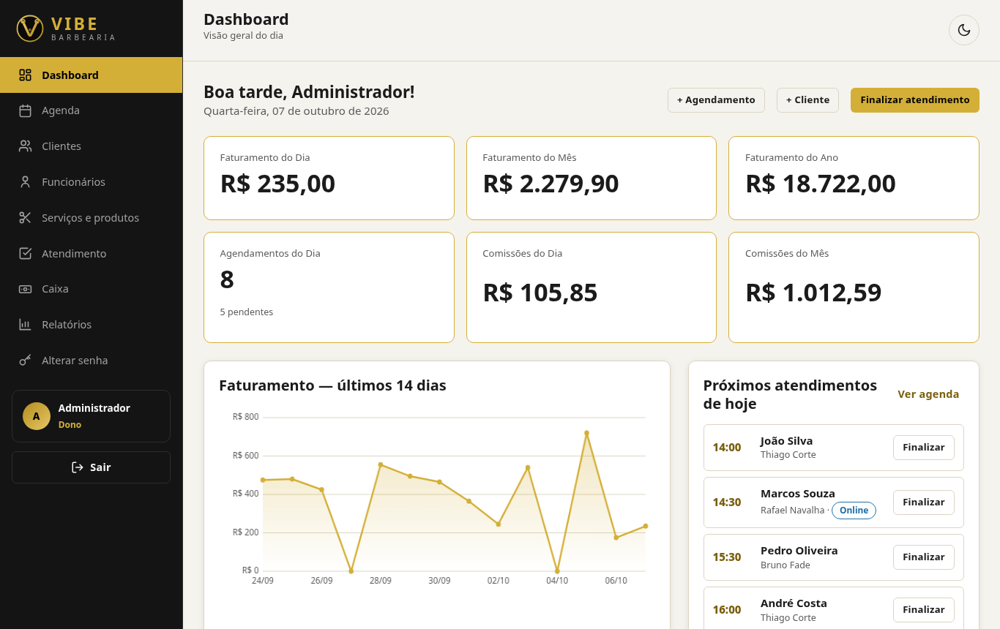 VIBE
BARBEARIA
Dashboard
Agenda
Clientes
Funcionários
Serviços e produtos
Atendimento
Caixa
Relatórios
Alterar senha
A
Administrador
Dono
Sair
Dashboard
Visão geral do dia
Boa tarde, Administrador!
Quarta-feira, 07 de outubro de 2026
+ Agendamento
+ Cliente
Finalizar atendimento
Faturamento do Dia
R$ 235,00
Faturamento do Mês
R$ 2.279,90
Faturamento do Ano
R$ 18.722,00
Agendamentos do Dia
8
5 pendentes
Comissões do Dia
R$ 105,85
Comissões do Mês
R$ 1.012,59
Faturamento — últimos 14 dias
R$ 800
R$ 600
R$ 400
R$ 200
R$ 0
24/09 26/09 28/09 30/09 02/10 04/10 06/10
Próximos atendimentos
de hoje
Ver agenda
14:00
João Silva
Thiago Corte
Finalizar
14:30
Marcos Souza
Rafael Navalha · Online
Finalizar
15:30
Pedro Oliveira
Bruno Fade
Finalizar
16:00
André Costa
Thiago Corte
Finalizar